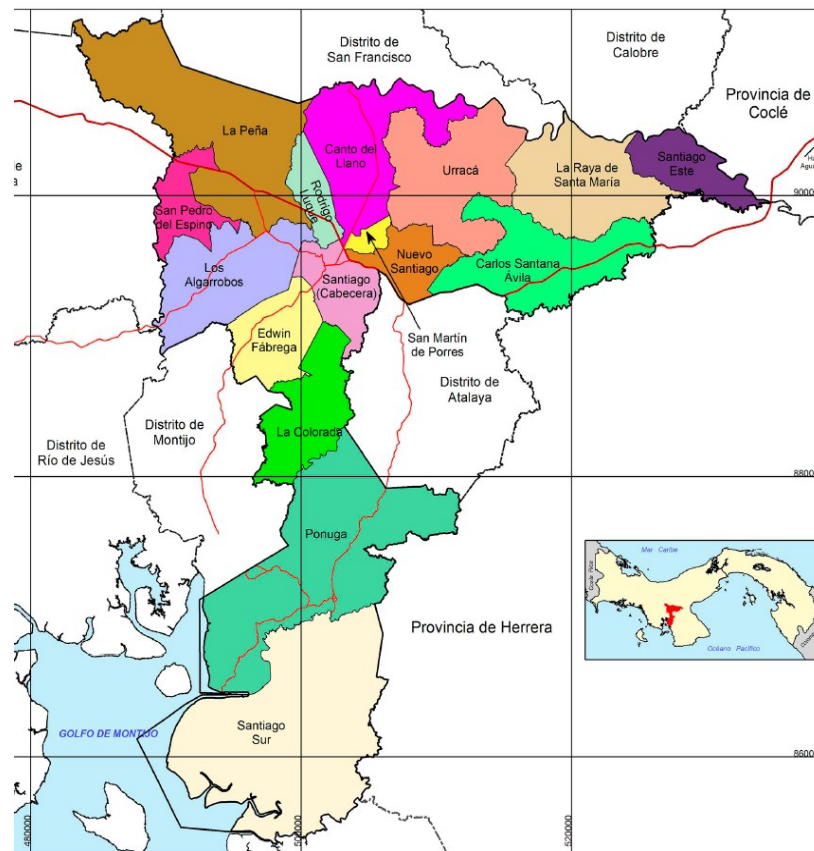 Distrito de
San Francisco
Distrito de
Calobre
Provincia de
Coclé
La Peña
Canto del
Llano
Urracá
La Raya de
Santa María
Santiago
Este
Rodrigo
Luque
San Pedro
del Espino
9000
Los
Algarrobos
Santiago
(Cabecera)
Nuevo
Santiago
Carlos Santana
Ávila
Edwin
Fábrega
San Martín
de Porres
Distrito de
Atalaya
Distrito de
Montijo
La Colorada
Distrito de
Río de Jesús
8800
Ponuga
Mar Caribe
Costa Rica
Océano Pacífico
Provincia de Herrera
Santiago
Sur
GOLFO DE MONTIJO
8600
480000
500000
520000